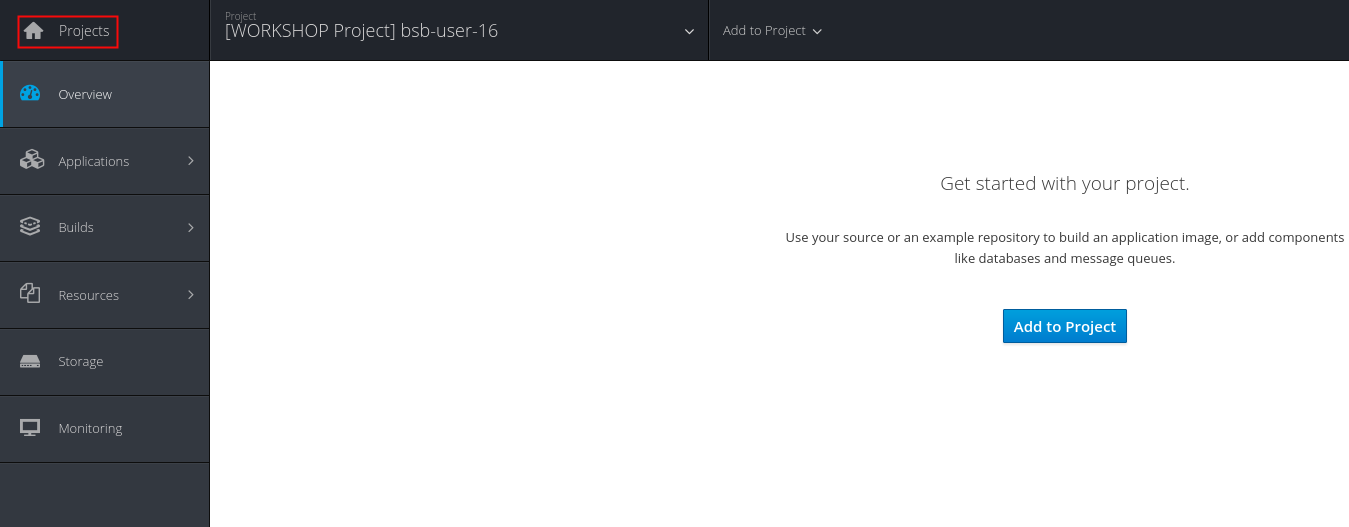 Projects
Project
[WORKSHOP Project] bsb-user-16
Add to Project
Overview
Applications
Builds
Resources
Storage
Monitoring
Get started with your project.
Use your source or an example repository to build an application image, or add components
like databases and message queues.
Add to Project